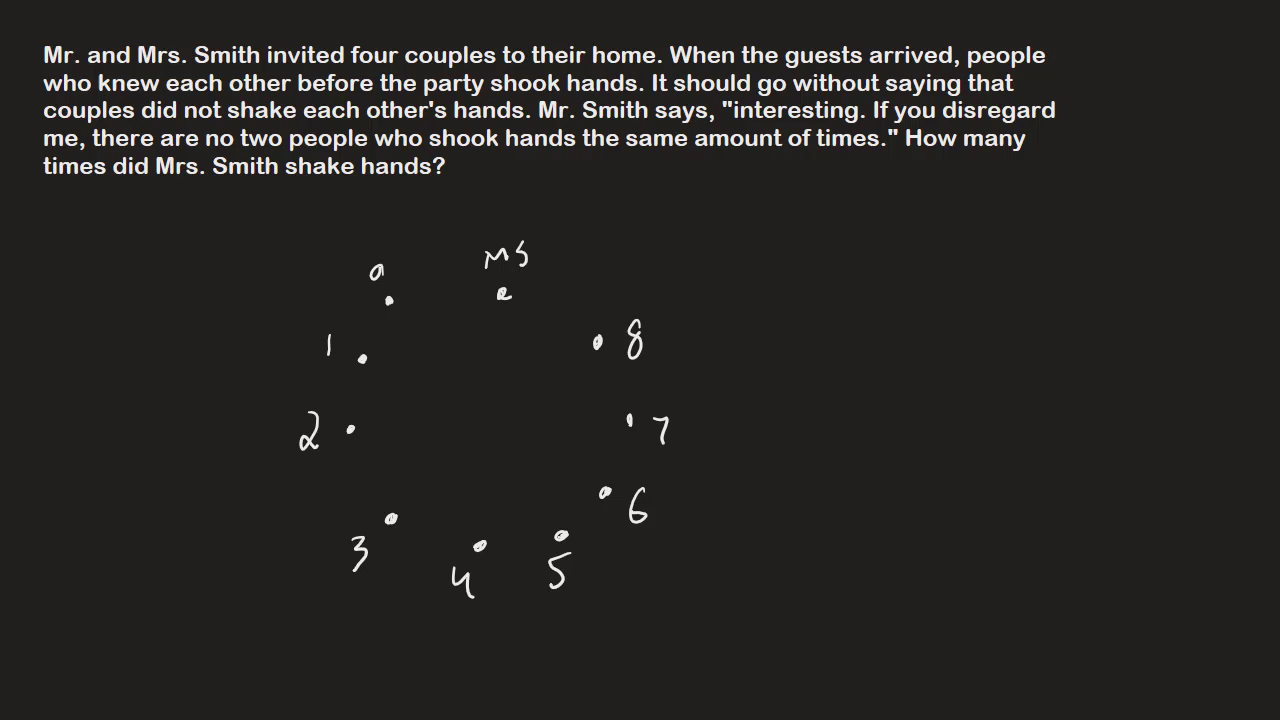 Mr. and Mrs. Smith invited four couples to their home. When the guests arrived, people
who knew each other before the party shook hands. It should go without saying that
couples did not shake each other's hands. Mr. Smith says, "interesting. If you disregard
me, there are no two people who shook hands the same amount of times." How many
times did Mrs. Smith shake hands?
MS
0
1
8
2
7
6
3
4
5